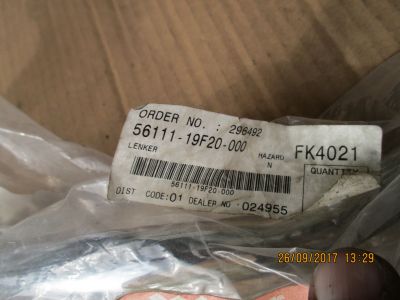 ORDER NO. : 296492
56111-19F20-000
LENKER
HAZARD
N
FK4021
QUANTITY
56111-19F20-000
DIST CODE:01 DEALER NO 024955
26/09/2017 13:29